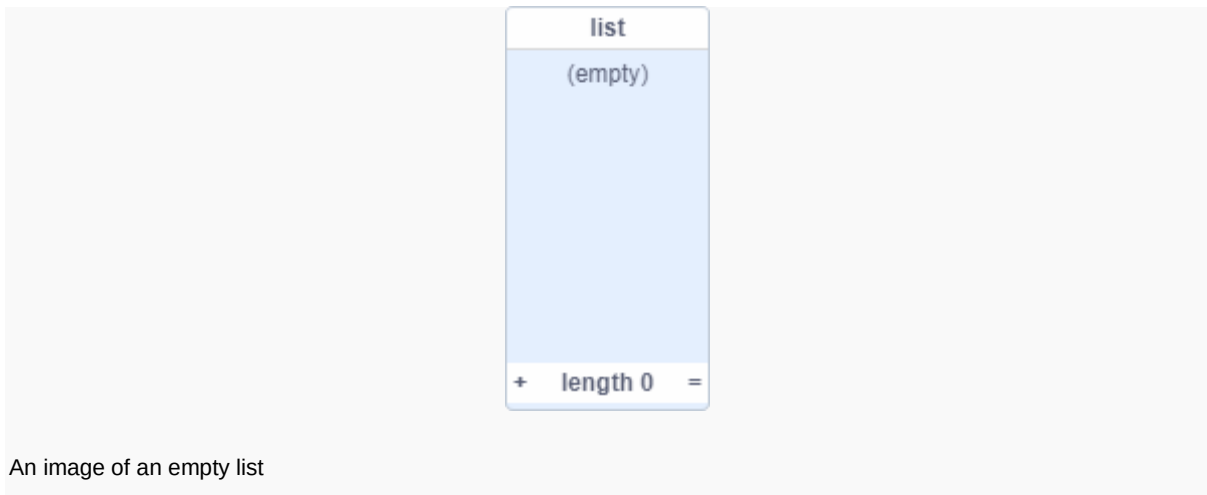 list
(empty)
+ length 0 =
An image of an empty list